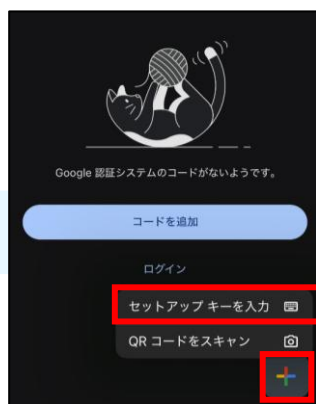 Google 認証システムのコードがないようです。
コードを追加
ログイン
セットアップ キーを入力
QR コードをスキャン